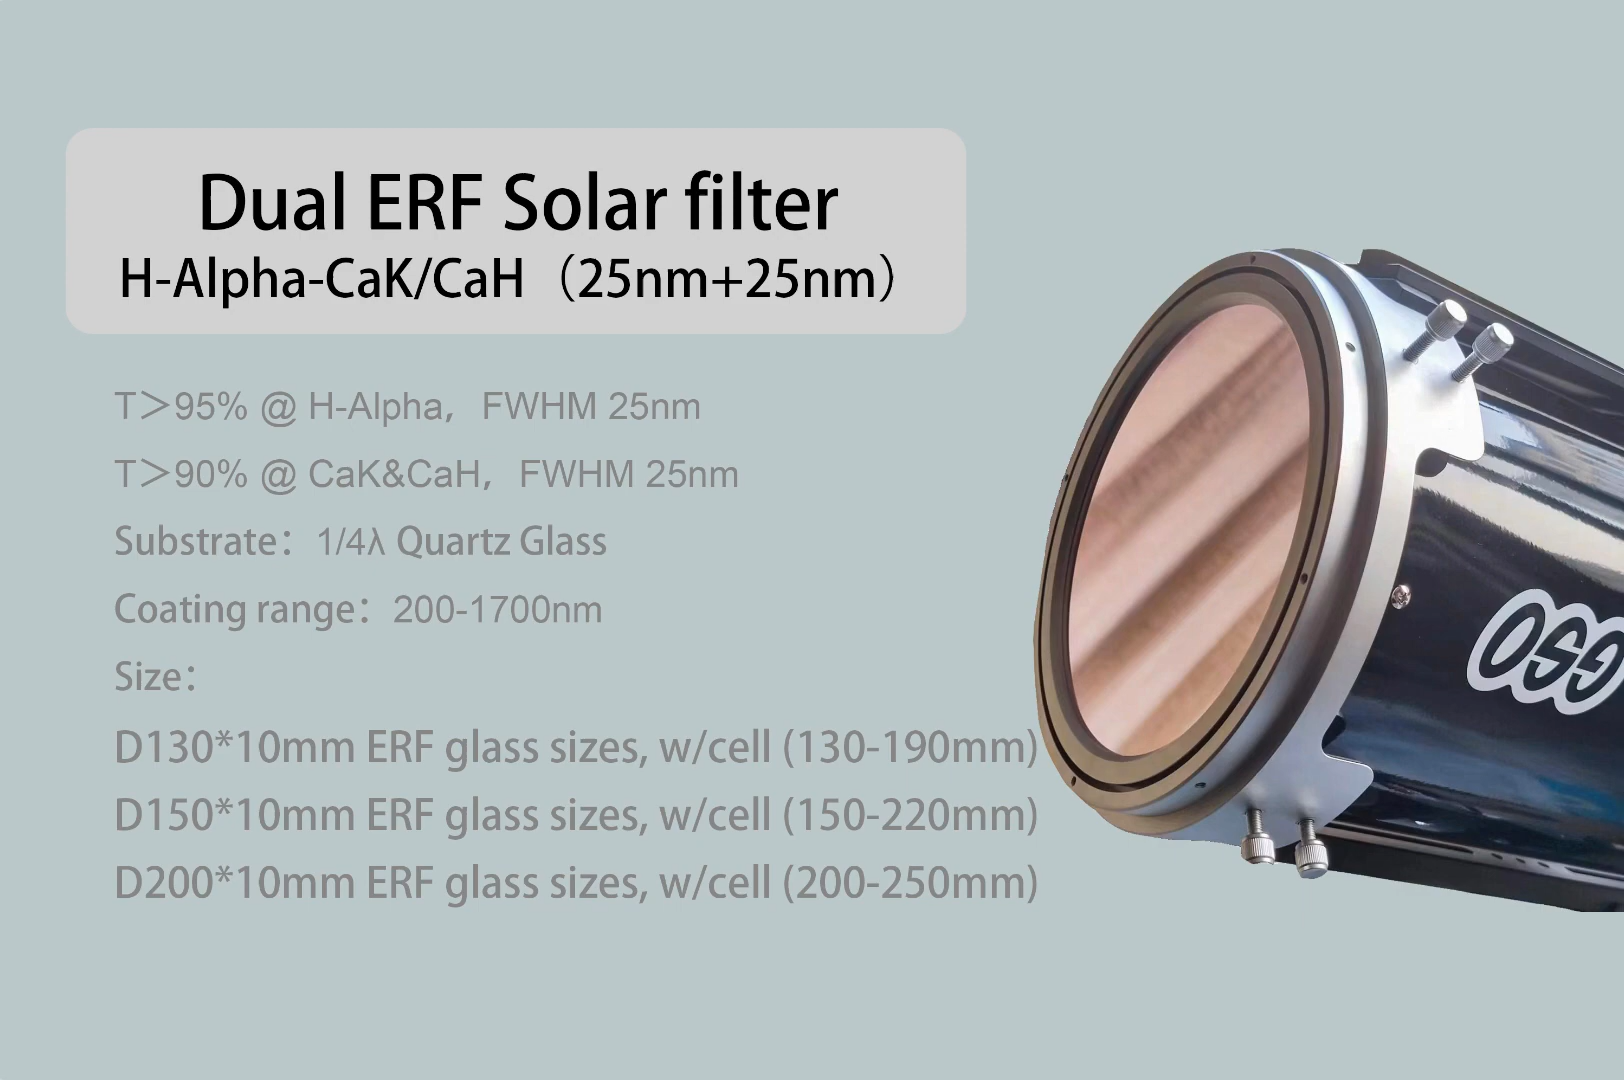 Dual ERF Solar filter
H-Alpha-CaK/CaH（25nm+25nm）
T＞95% @ H-Alpha，FWHM 25nm
T＞90% @ CaK&CaH，FWHM 25nm
Substrate：1/4λ Quartz Glass
Coating range：200-1700nm
Size：
D130*10mm ERF glass sizes, w/cell (130-190mm)
D150*10mm ERF glass sizes, w/cell (150-220mm)
D200*10mm ERF glass sizes, w/cell (200-250mm)
GSO